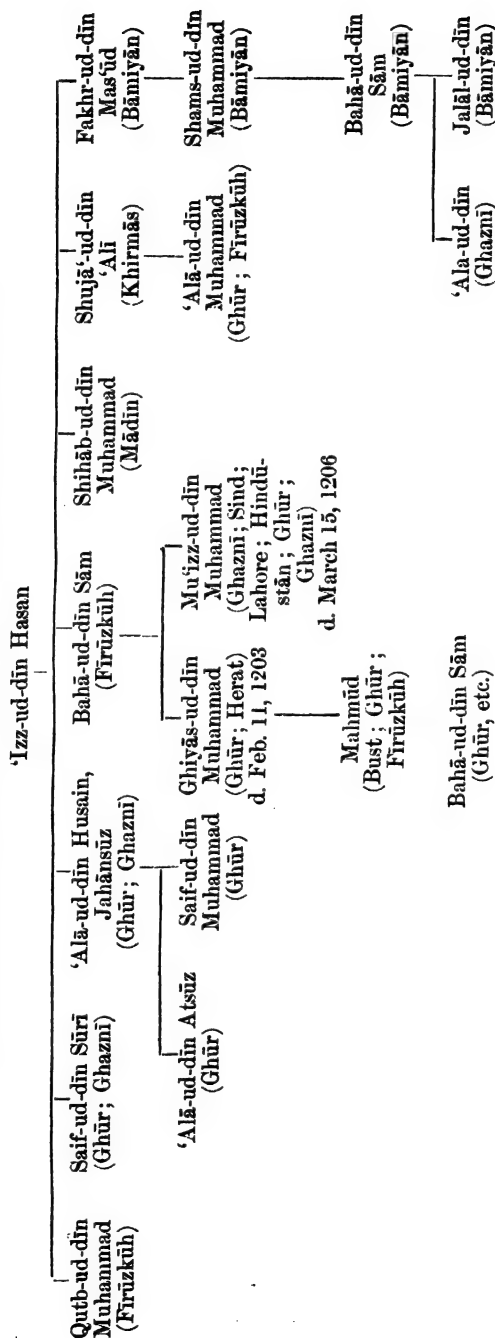 ‘Izz-ud-dīn Hasan
Qutb-ud-dīn
Muhammad
(Fīrūzkūh)
Saif-ud-dīn Sūrī
(Ghūr; Ghaznī)
‘Alā-ud-dīn Husain,
Jahānsūz
(Ghūr; Ghaznī)
Bahā-ud-dīn Sām
(Fīrūzkūh)
Shihāb-ud-dīn
Muhammad
(Mādīn)
Shujā‘-ud-dīn
‘Alī
(Khirmās)
Fakhr-ud-dīn
Mas‘ūd
(Bāmiyān)
‘Alā-ud-dīn Atsūz
(Ghūr)
Saif-ud-dīn
Muhammad
(Ghūr)
Ghiyās-ud-dīn
Muhammad
(Ghūr; Herat)
d. Feb. 11, 1203
Mu‘izz-ud-dīn
Muhammad
(Ghaznī; Sind;
Lahore; Hindū-
stān; Ghūr;
Ghaznī)
d. March 15, 1206
‘Alā-ud-dīn
Muhammad
(Ghūr; Fīrūzkūh)
Shams-ud-dīn
Muhammad
(Bāmiyān)
Mahmūd
(Bust; Ghūr;
Fīrūzkūh)
Bahā-ud-dīn
Sām
(Bāmiyān)
Bahā-ud-dīn Sām
(Ghūr, etc.)
‘Ala-ud-dīn
(Ghaznī)
Jalāl-ud-dīn
(Bāmiyān)